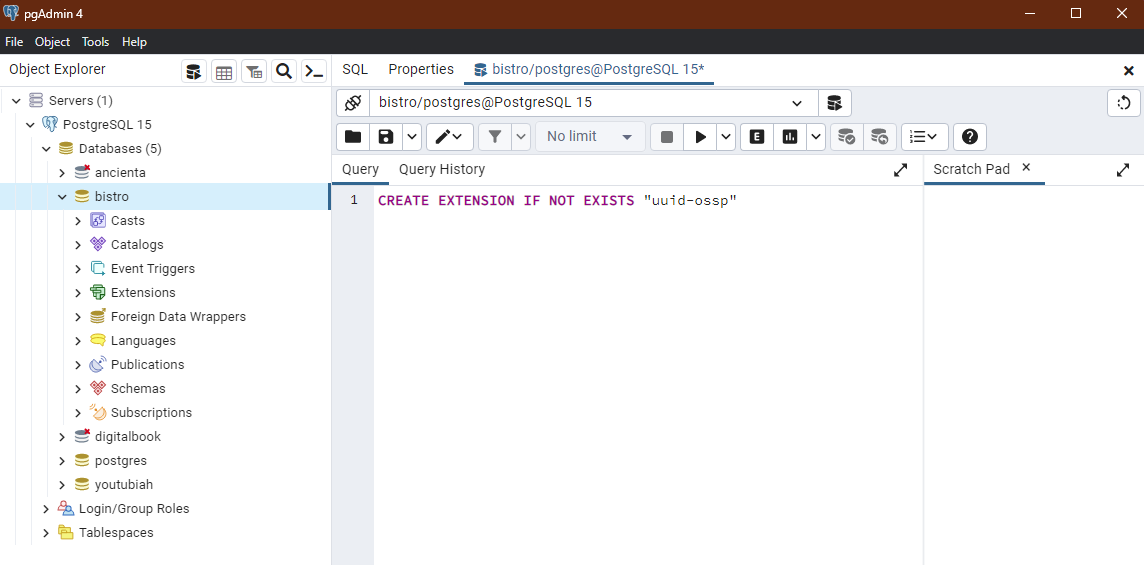 pgAdmin 4
File Object Tools Help
Object Explorer
SQL Properties bistro/postgres@PostgreSQL 15*
Servers (1)
PostgreSQL 15
Databases (5)
ancienta
bistro
Casts
Catalogs
Event Triggers
Extensions
Foreign Data Wrappers
Languages
Publications
Schemas
Subscriptions
digitalbook
postgres
youtubiah
Login/Group Roles
Tablespaces
bistro/postgres@PostgreSQL 15
No limit
E
Query Query History
Scratch Pad
1 CREATE EXTENSION IF NOT EXISTS "uuid-ossp"